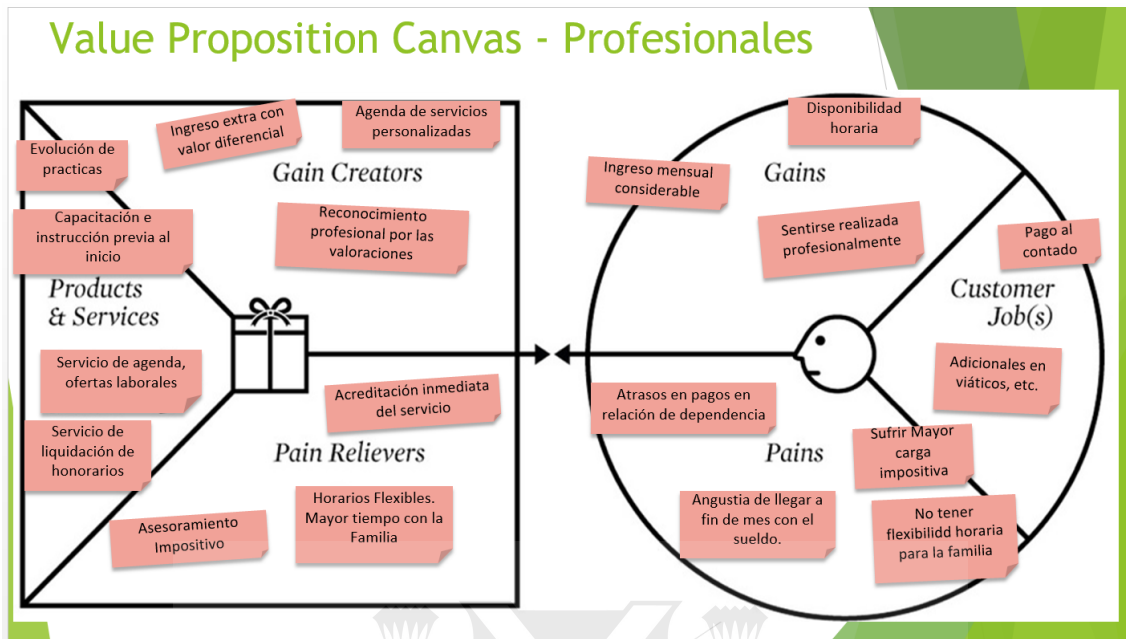 Value Proposition Canvas - Profesionales
Ingreso extra con
valor diferencial
Agenda de servicios
personalizadas
Evolución de
practicas
Gain Creators
Capacitación e
instrucción previa al
inicio
Reconocimiento
profesional por las
valoraciones
Products
& Services
Servicio de agenda,
ofertas laborales
Acreditación inmediata
del servicio
Servicio de
liquidación de
honorarios
Pain Relievers
Asesoramiento
Impositivo
Horarios Flexibles.
Mayor tiempo con la
Familia
Disponibilidad
horaria
Ingreso mensual
considerable
Gains
Sentirse realizada
profesionalmente
Pago al
contado
Customer
Job(s)
Adicionales en
viáticos, etc.
Atrasos en pagos en
relación de dependencia
Pains
Sufrir Mayor
carga
impositiva
Angustia de llegar a
fin de mes con el
sueldo.
No tener
flexibilidd horaria
para la familia